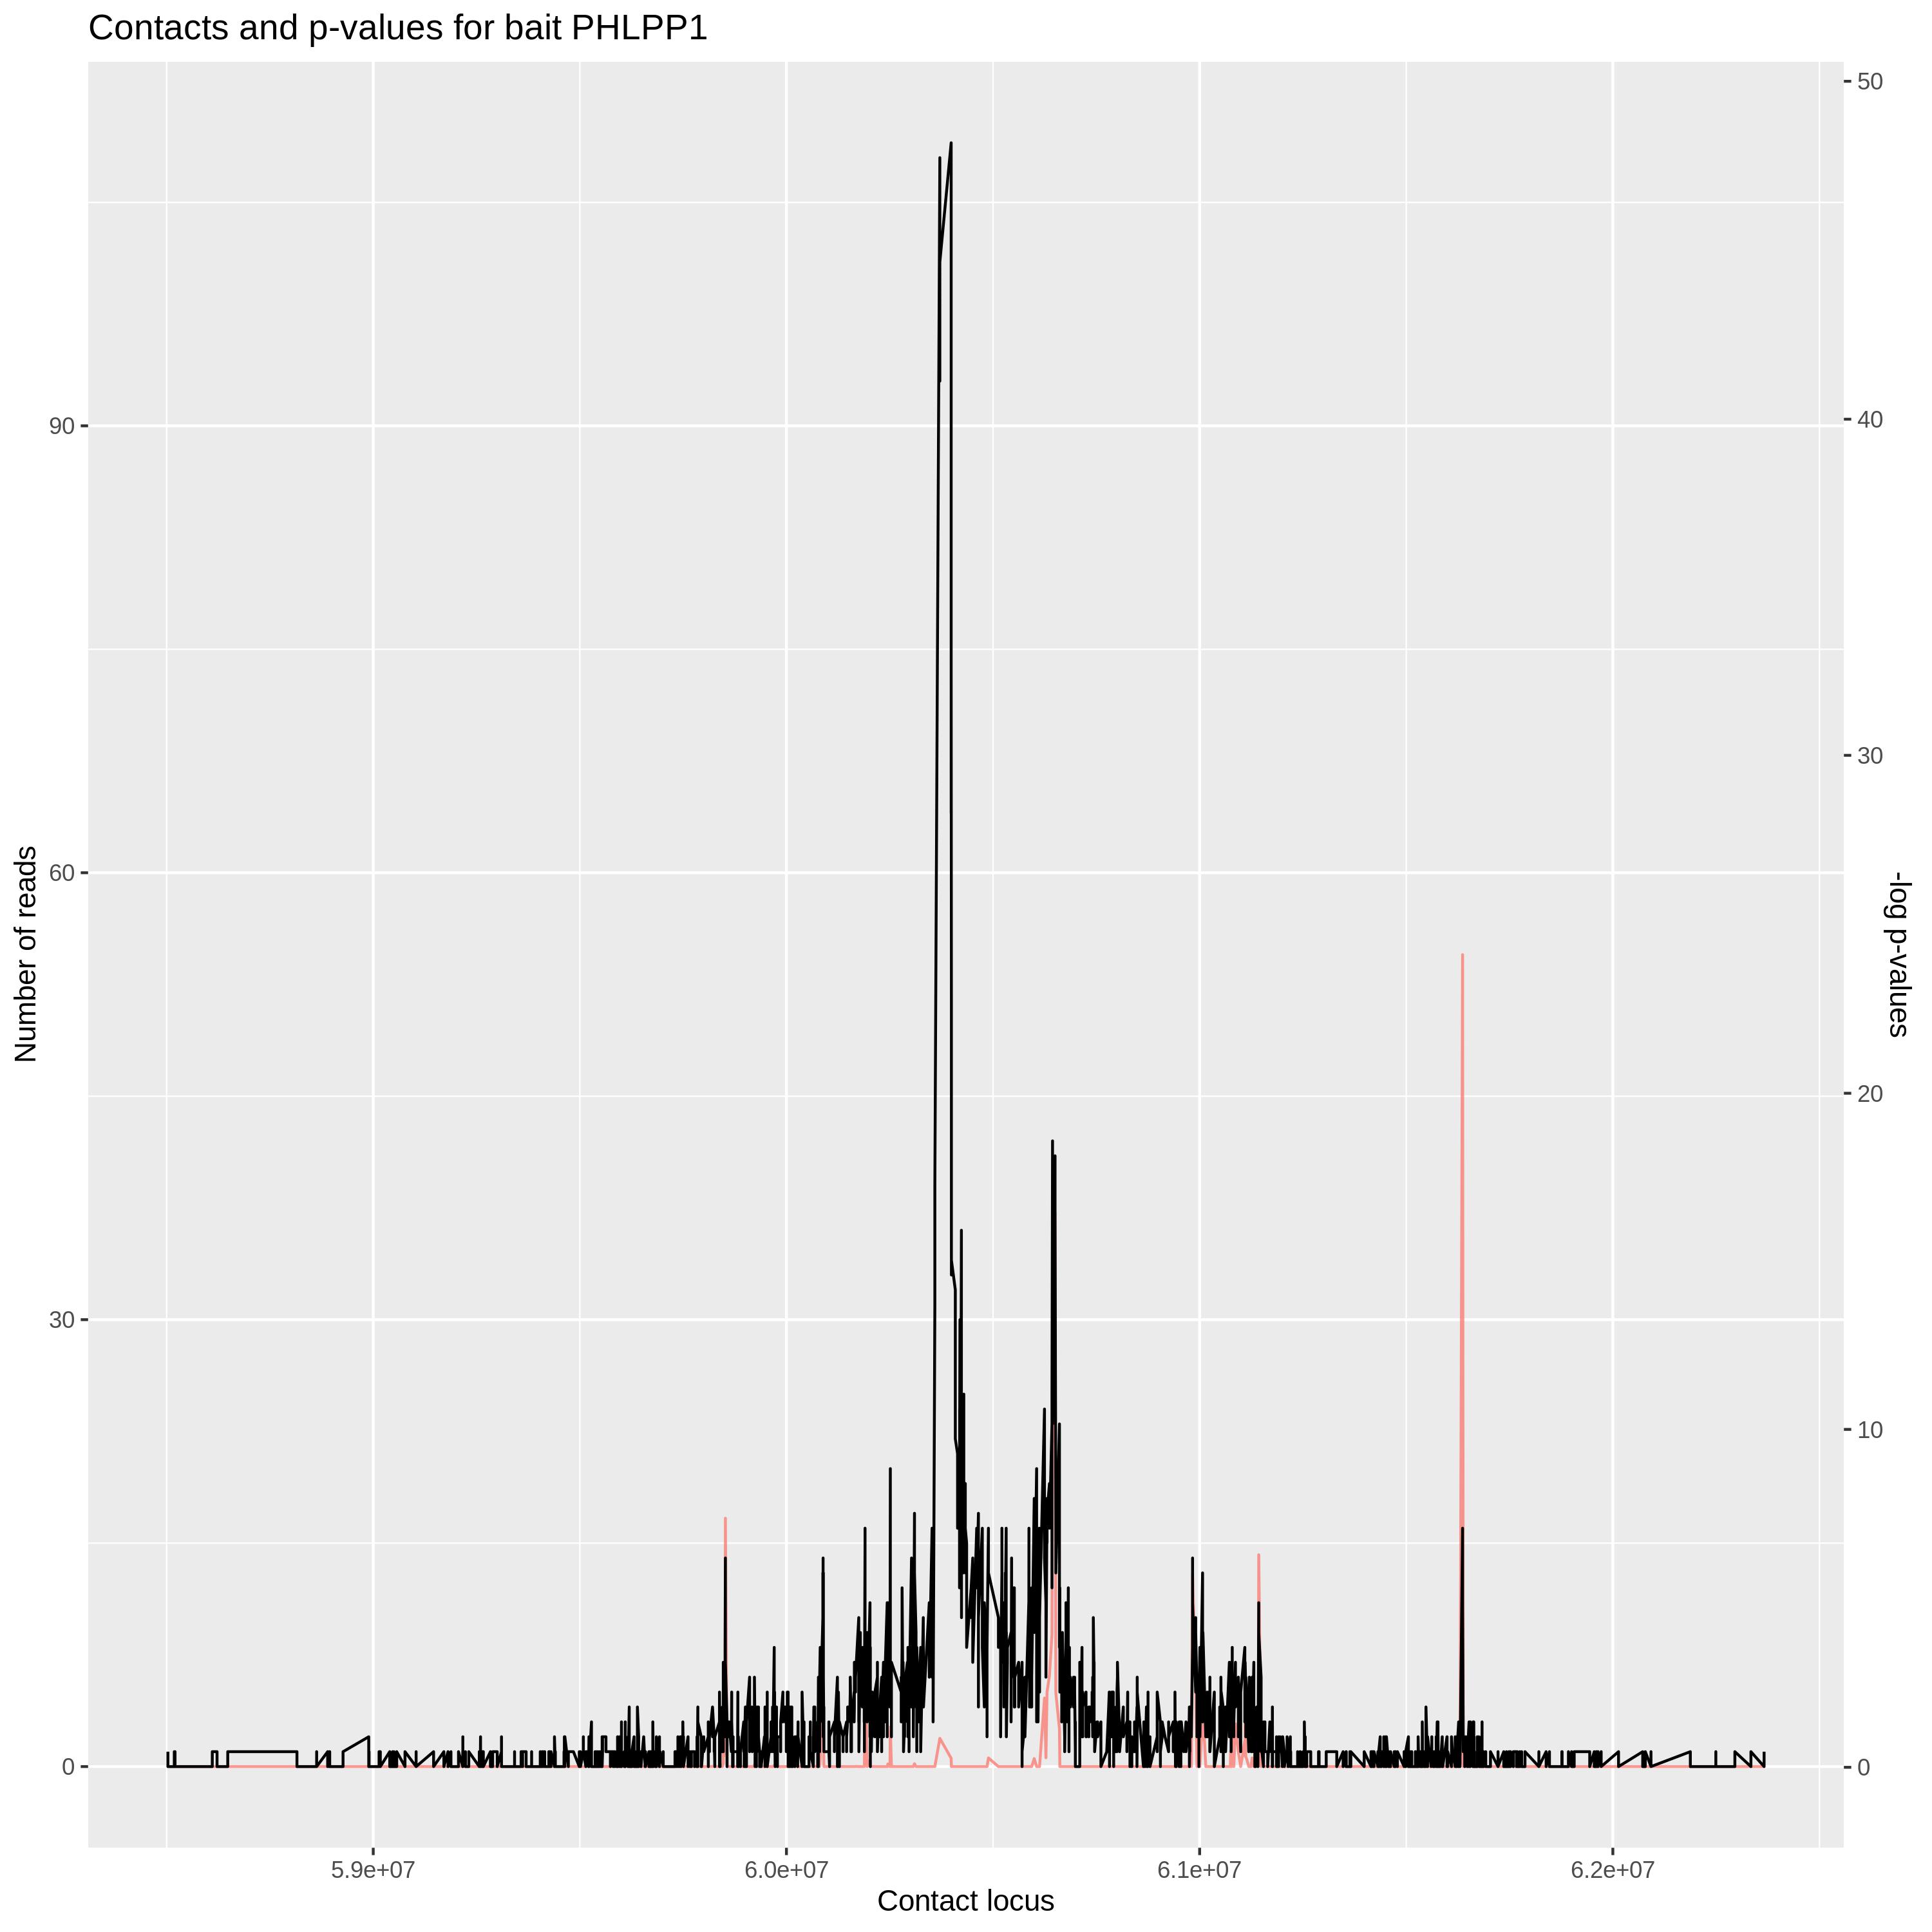 Contacts and p-values for bait PHLPP1
50
40
30
20
10
0
90
60
30
0
Number of reads
-log p-values
5.9e+07
6.0e+07
6.1e+07
6.2e+07
Contact locus